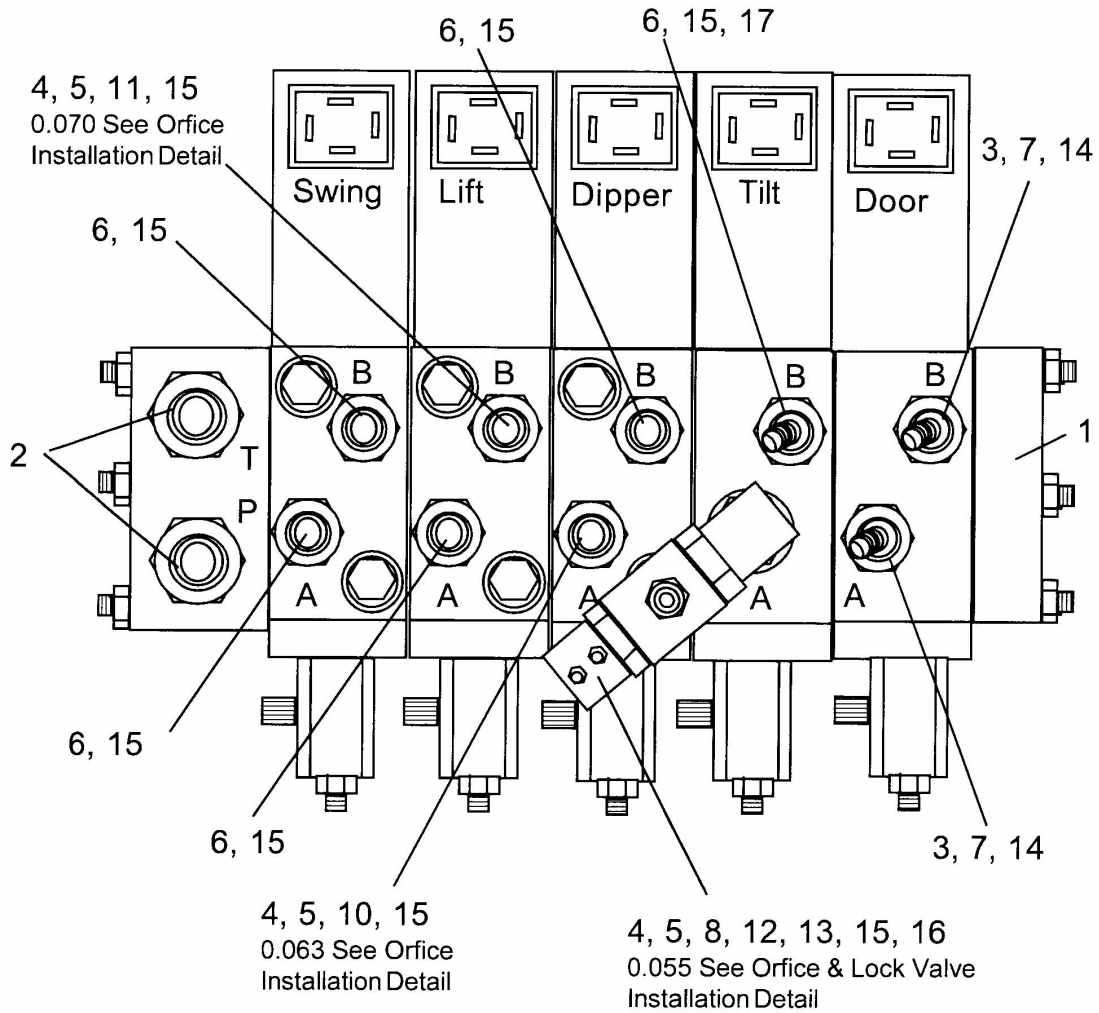 6, 15
6, 15, 17
4, 5, 11, 15
0.070 See Orfice
Installation Detail
3, 7, 14
Swing
Lift
Dipper
Tilt
Door
6, 15
B
B
B
B
B
2
T
1
P
A
A
A
A
A
6, 15
6, 15
3, 7, 14
4, 5, 10, 15
0.063 See Orfice
Installation Detail
4, 5, 8, 12, 13, 15, 16
0.055 See Orfice & Lock Valve
Installation Detail